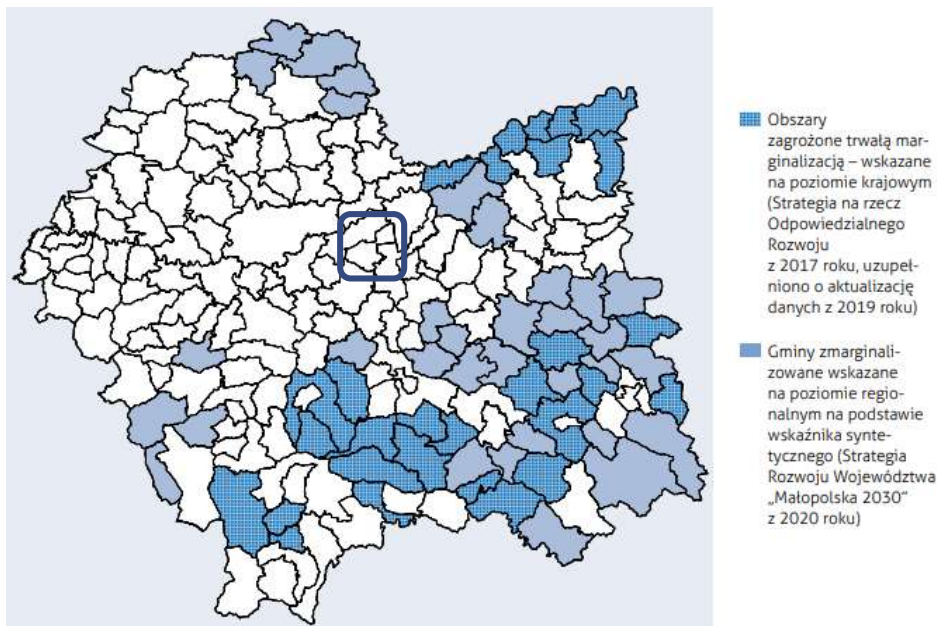 Obszary
zagrożone trwałą mar-
ginalizacją – wskazane
na poziomie krajowym
(Strategia na rzecz
Odpowiedzialnego
Rozwoju
z 2017 roku, uzupeł-
niono o aktualizację
danych z 2019 roku)
Gminy zmarginali-
zowane wskazane
na poziomie regio-
nalnym na podstawie
wskaźnika synte-
tycznego (Strategia
Rozwoju Województwa
„Małopolska 2030”
z 2020 roku)